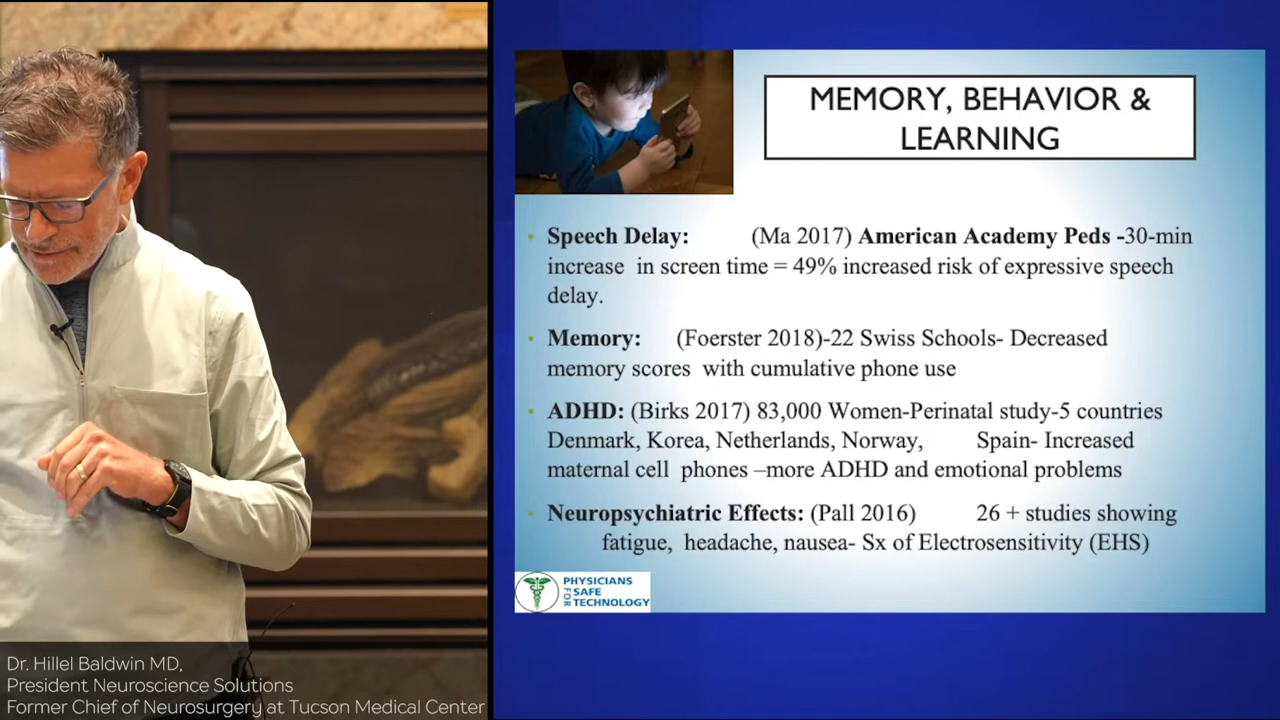 MEMORY, BEHAVIOR &
LEARNING
• Speech Delay: (Ma 2017) American Academy Peds -30-min
increase in screen time = 49% increased risk of expressive speech
delay.
• Memory: (Foerster 2018)-22 Swiss Schools- Decreased
memory scores with cumulative phone use
• ADHD: (Birks 2017) 83,000 Women-Perinatal study-5 countries
Denmark, Korea, Netherlands, Norway, Spain- Increased
maternal cell phones –more ADHD and emotional problems
• Neuropsychiatric Effects: (Pall 2016) 26 + studies showing
fatigue, headache, nausea- Sx of Electrosensitivity (EHS)
PHYSICIANS
FOR SAFE
TECHNOLOGY
Dr. Hillel Baldwin MD,
President Neuroscience Solutions
Former Chief of Neurosurgery at Tucson Medical Center